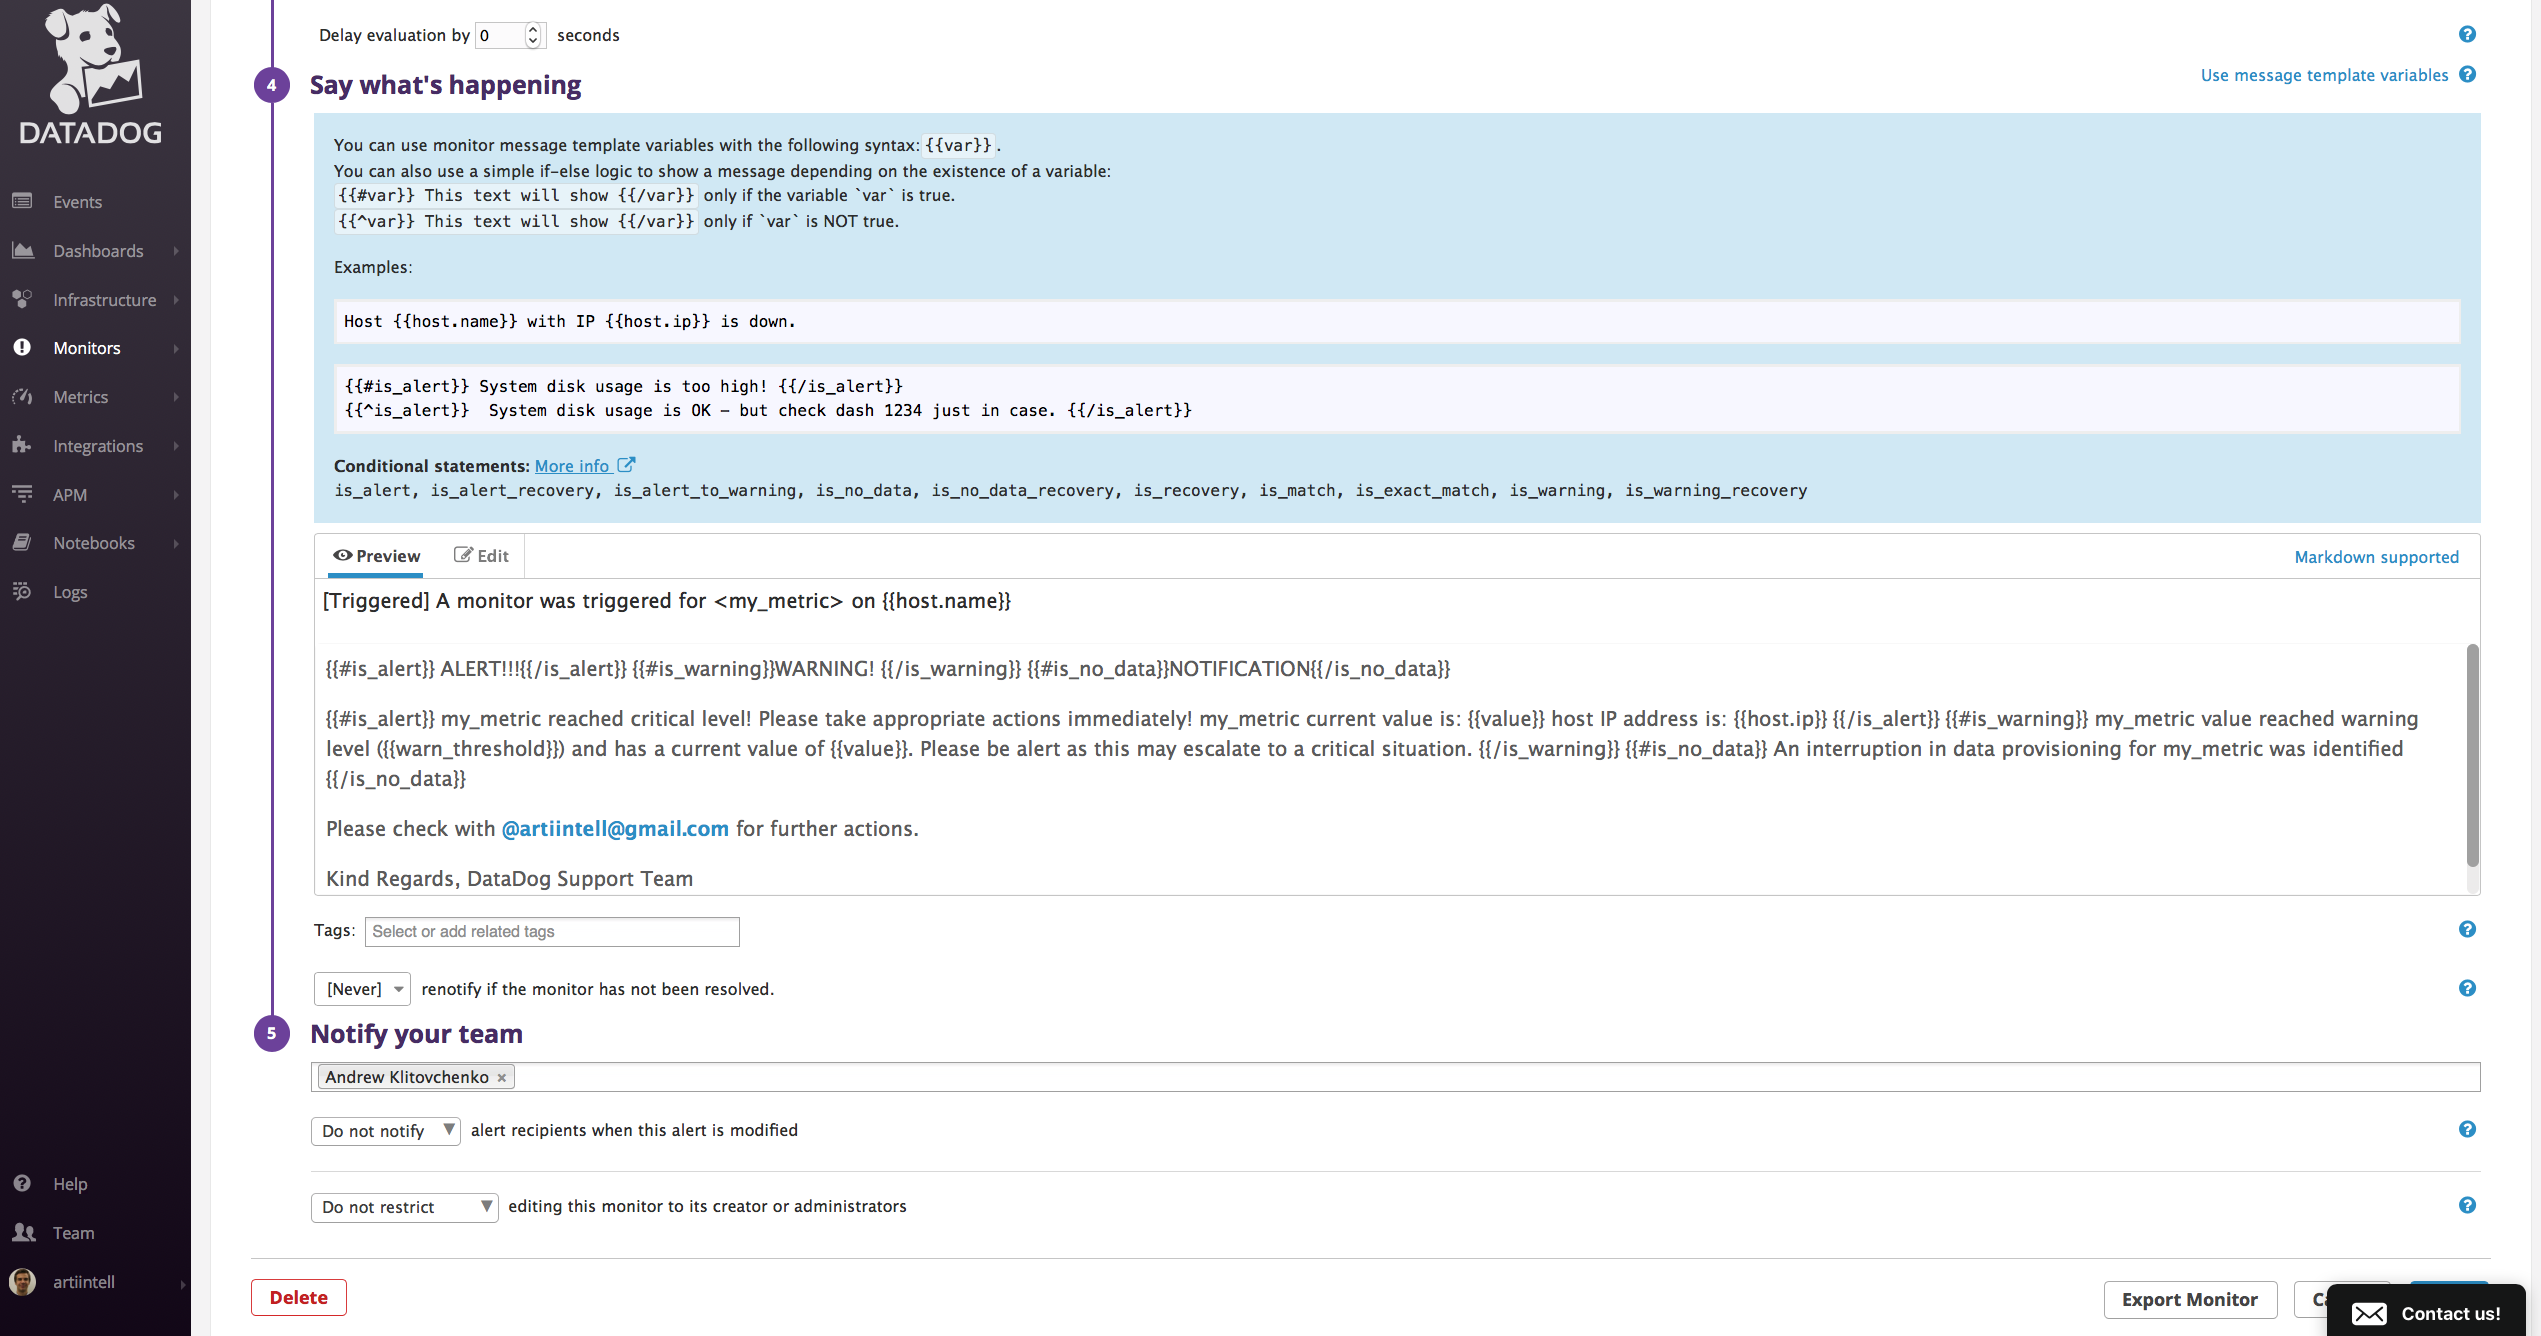 DATADOG
Events
Dashboards
Infrastructure
Monitors
Metrics
Integrations
APM
Notebooks
Logs
Help
Team
artiintell
Delay evaluation by 0 seconds
4 Say what's happening
Use message template variables
You can use monitor message template variables with the following syntax: {{var}}.
You can also use a simple if-else logic to show a message depending on the existence of a variable:
{{#var}} This text will show {{/var}} only if the variable `var` is true.
{{^var}} This text will show {{/var}} only if `var` is NOT true.
Examples:
Host {{host.name}} with IP {{host.ip}} is down.
{{#is_alert}} System disk usage is too high! {{/is_alert}}
{{^is_alert}}  System disk usage is OK – but check dash 1234 just in case. {{/is_alert}}
Conditional statements: More info
is_alert, is_alert_recovery, is_alert_to_warning, is_no_data, is_no_data_recovery, is_recovery, is_match, is_exact_match, is_warning, is_warning_recovery
Preview Edit
Markdown supported
[Triggered] A monitor was triggered for <my_metric> on {{host.name}}
{{#is_alert}} ALERT!!!{{/is_alert}} {{#is_warning}}WARNING! {{/is_warning}} {{#is_no_data}}NOTIFICATION{{/is_no_data}}
{{#is_alert}} my_metric reached critical level! Please take appropriate actions immediately! my_metric current value is: {{value}} host IP address is: {{host.ip}} {{/is_alert}} {{#is_warning}} my_metric value reached warning
level ({{warn_threshold}}) and has a current value of {{value}}. Please be alert as this may escalate to a critical situation. {{/is_warning}} {{#is_no_data}} An interruption in data provisioning for my_metric was identified
{{/is_no_data}}
Please check with @artiintell@gmail.com for further actions.
Kind Regards, DataDog Support Team
Tags: Select or add related tags
[Never] renotify if the monitor has not been resolved.
5 Notify your team
Andrew Klitovchenko ×
Do not notify alert recipients when this alert is modified
Do not restrict editing this monitor to its creator or administrators
Delete
Export Monitor
Contact us!